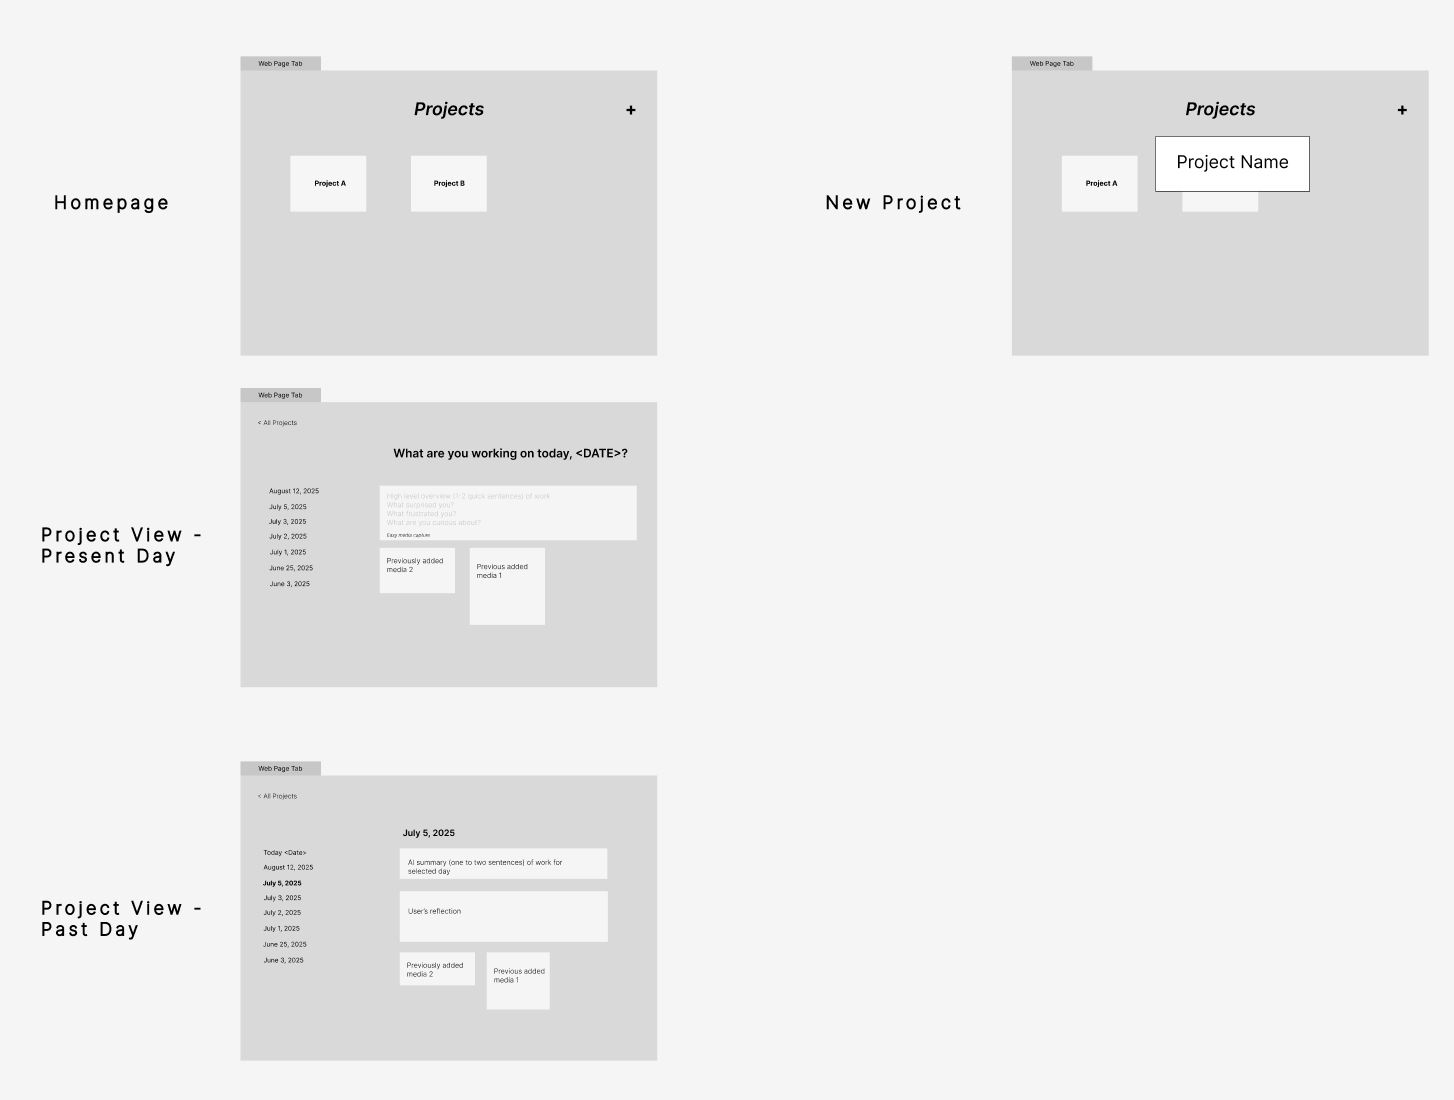 Web Page Tab
Projects
+
Project A
Project B
Homepage
Web Page Tab
Projects
+
Project Name
Project A
New Project
Web Page Tab
< All Projects
What are you working on today, <DATE>?
August 12, 2025
July 5, 2025
July 3, 2025
July 2, 2025
July 1, 2025
June 25, 2025
June 3, 2025
High level overview (1-2 quick sentences) of work
What surprised you?
What frustrated you?
What are you curious about?
Easy media capture
Previously added
media 2
Previous added
media 1
Project View -
Present Day
Web Page Tab
< All Projects
July 5, 2025
Today <Date>
August 12, 2025
July 5, 2025
July 3, 2025
July 2, 2025
July 1, 2025
June 25, 2025
June 3, 2025
AI summary (one to two sentences) of work for
selected day
User's reflection
Previously added
media 2
Previous added
media 1
Project View -
Past Day